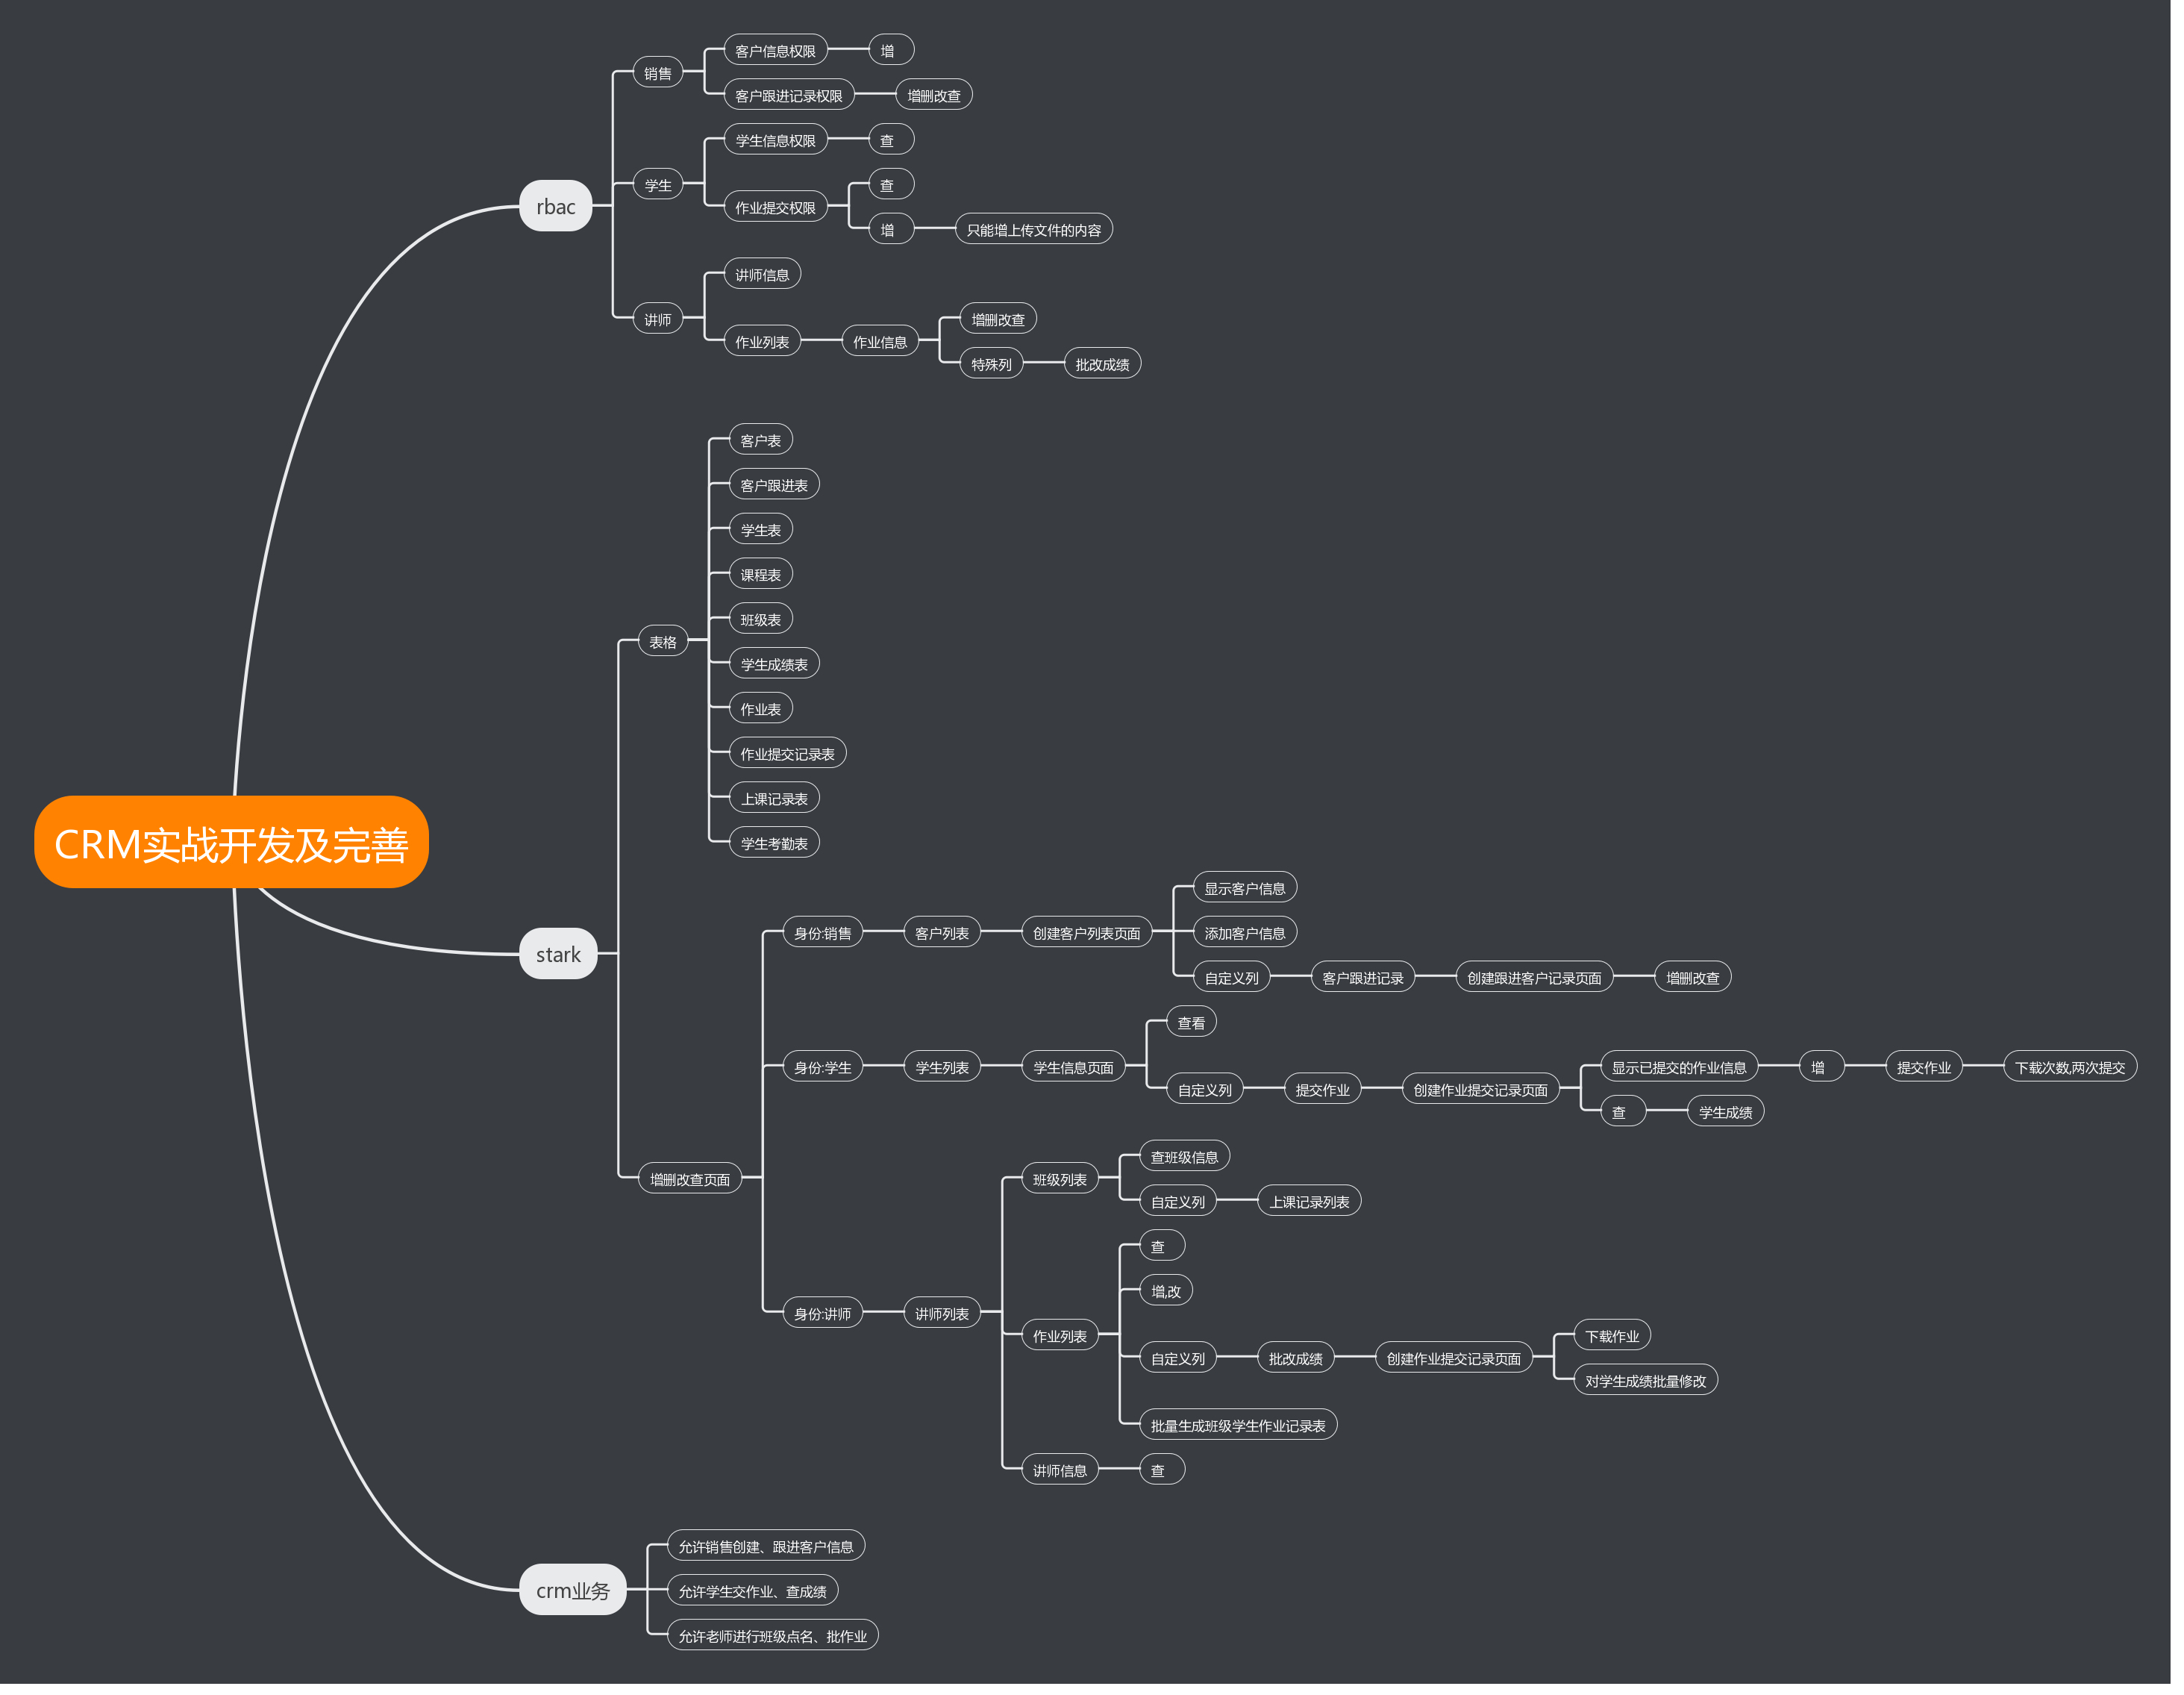 CRM实战开发及完善
rbac
销售
客户信息权限
增
客户跟进记录权限
增删改查
学生
学生信息权限
查
作业提交权限
查
增
只能增上传文件的内容
讲师
讲师信息
作业列表
作业信息
增删改查
特殊列
批改成绩
stark
表格
客户表
客户跟进表
学生表
课程表
班级表
学生成绩表
作业表
作业提交记录表
上课记录表
学生考勤表
增删改查页面
身份:销售
客户列表
创建客户列表页面
显示客户信息
添加客户信息
自定义列
客户跟进记录
创建跟进客户记录页面
增删改查
身份:学生
学生列表
学生信息页面
查看
自定义列
提交作业
创建作业提交记录页面
显示已提交的作业信息
增
提交作业
下载次数,两次提交
查
学生成绩
身份:讲师
讲师列表
班级列表
查班级信息
自定义列
上课记录列表
作业列表
查
增,改
自定义列
批改成绩
创建作业提交记录页面
下载作业
对学生成绩批量修改
批量生成班级学生作业记录表
讲师信息
查
crm业务
允许销售创建、跟进客户信息
允许学生交作业、查成绩
允许老师进行班级点名、批作业